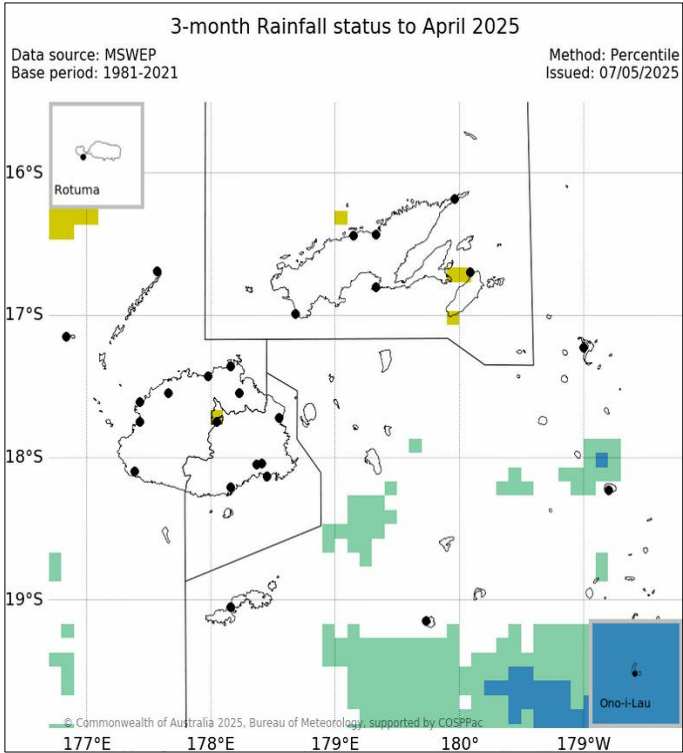 3-month Rainfall status to April 2025
Data source: MSWEP
Method: Percentile
Base period: 1981-2021
Issued: 07/05/2025
Rotuma
16°S
17°S
18°S
19°S
Ono-i-Lau
© Commonwealth of Australia 2025, Bureau of Meteorology, supported by COSPPac
177°E
178°E
179°E
180°
179°W